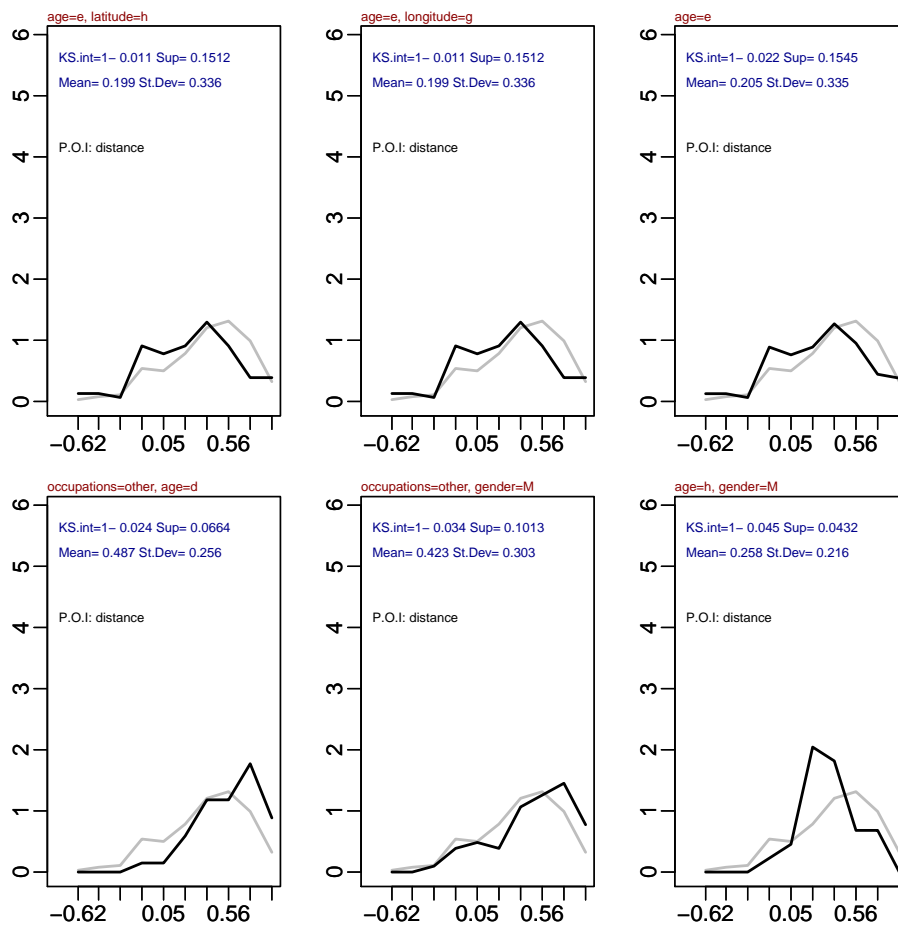 age=e, latitude=h
KS.int=1− 0.011 Sup= 0.1512
Mean= 0.199 St.Dev= 0.336
P.O.I: distance
0 1 2 3 4 5 6
−0.62 0.05 0.56
age=e, longitude=g
KS.int=1− 0.011 Sup= 0.1512
Mean= 0.199 St.Dev= 0.336
P.O.I: distance
0 1 2 3 4 5 6
−0.62 0.05 0.56
age=e
KS.int=1− 0.022 Sup= 0.1545
Mean= 0.205 St.Dev= 0.335
P.O.I: distance
0 1 2 3 4 5 6
−0.62 0.05 0.56
occupations=other, age=d
KS.int=1− 0.024 Sup= 0.0664
Mean= 0.487 St.Dev= 0.256
P.O.I: distance
0 1 2 3 4 5 6
−0.62 0.05 0.56
occupations=other, gender=M
KS.int=1− 0.034 Sup= 0.1013
Mean= 0.423 St.Dev= 0.303
P.O.I: distance
0 1 2 3 4 5 6
−0.62 0.05 0.56
age=h, gender=M
KS.int=1− 0.045 Sup= 0.0432
Mean= 0.258 St.Dev= 0.216
P.O.I: distance
0 1 2 3 4 5 6
−0.62 0.05 0.56